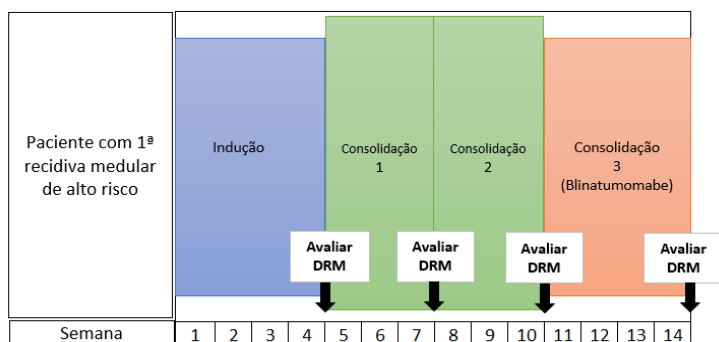 Paciente com 1ª
recidiva medular
de alto risco
Indução
Consolidação
1
Consolidação
2
Consolidação
3
(Blinatumomabe)
Avaliar
DRM
Avaliar
DRM
Avaliar
DRM
Avaliar
DRM
Semana 1 2 3 4 5 6 7 8 9 10 11 12 13 14